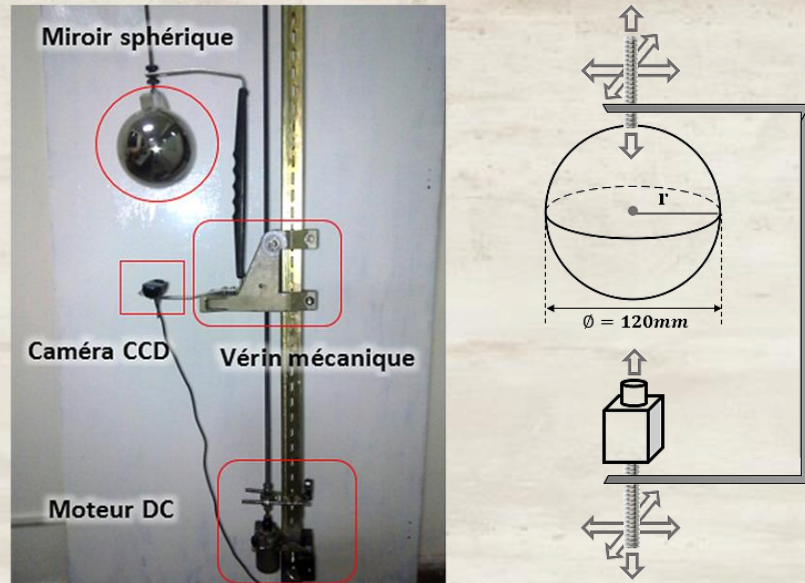 Miroir sphérique
Caméra CCD
Vérin mécanique
Moteur DC
r
Ø = 120mm